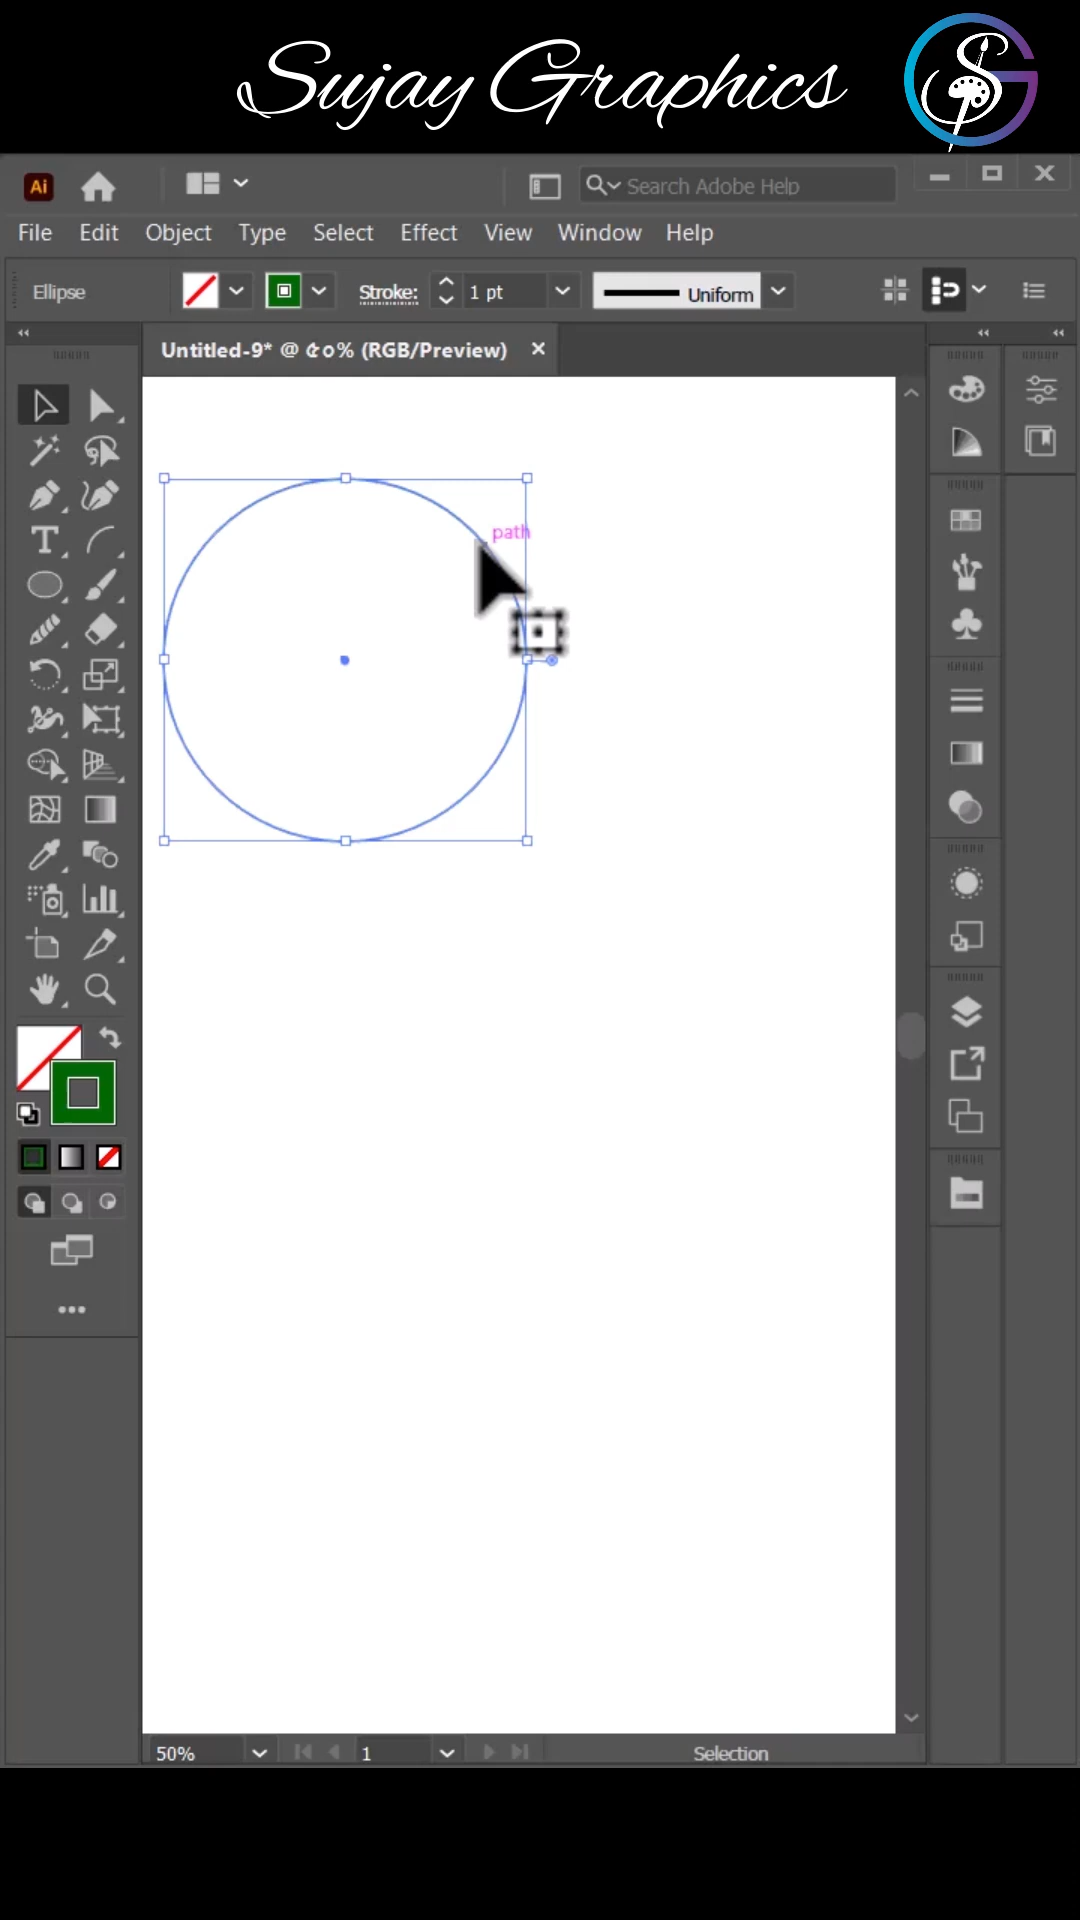 Sujay Graphics
Ai
Search Adobe Help
File Edit Object Type Select Effect View Window Help
Ellipse Stroke: 1 pt Uniform
Untitled-9* @ ৫০% (RGB/Preview)
path
T
50% 1 Selection